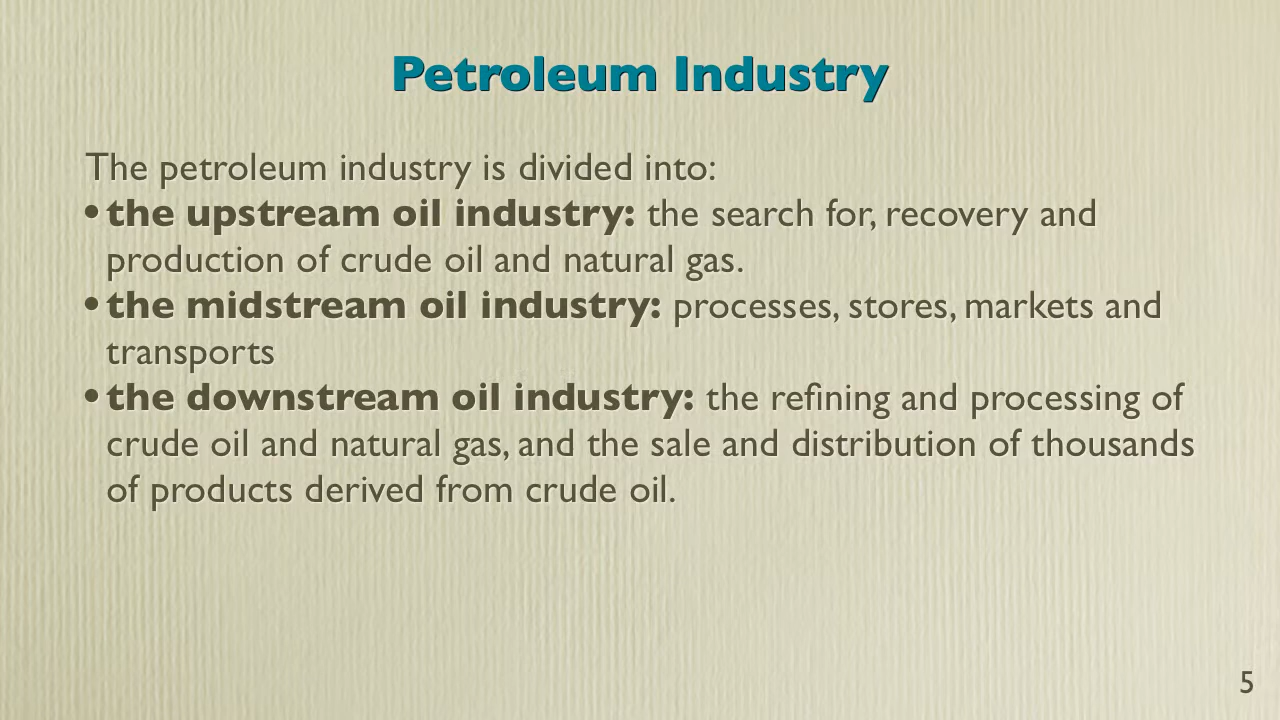 Petroleum Industry
The petroleum industry is divided into:
• the upstream oil industry: the search for, recovery and
production of crude oil and natural gas.
• the midstream oil industry: processes, stores, markets and
transports
• the downstream oil industry: the refining and processing of
crude oil and natural gas, and the sale and distribution of thousands
of products derived from crude oil.
5